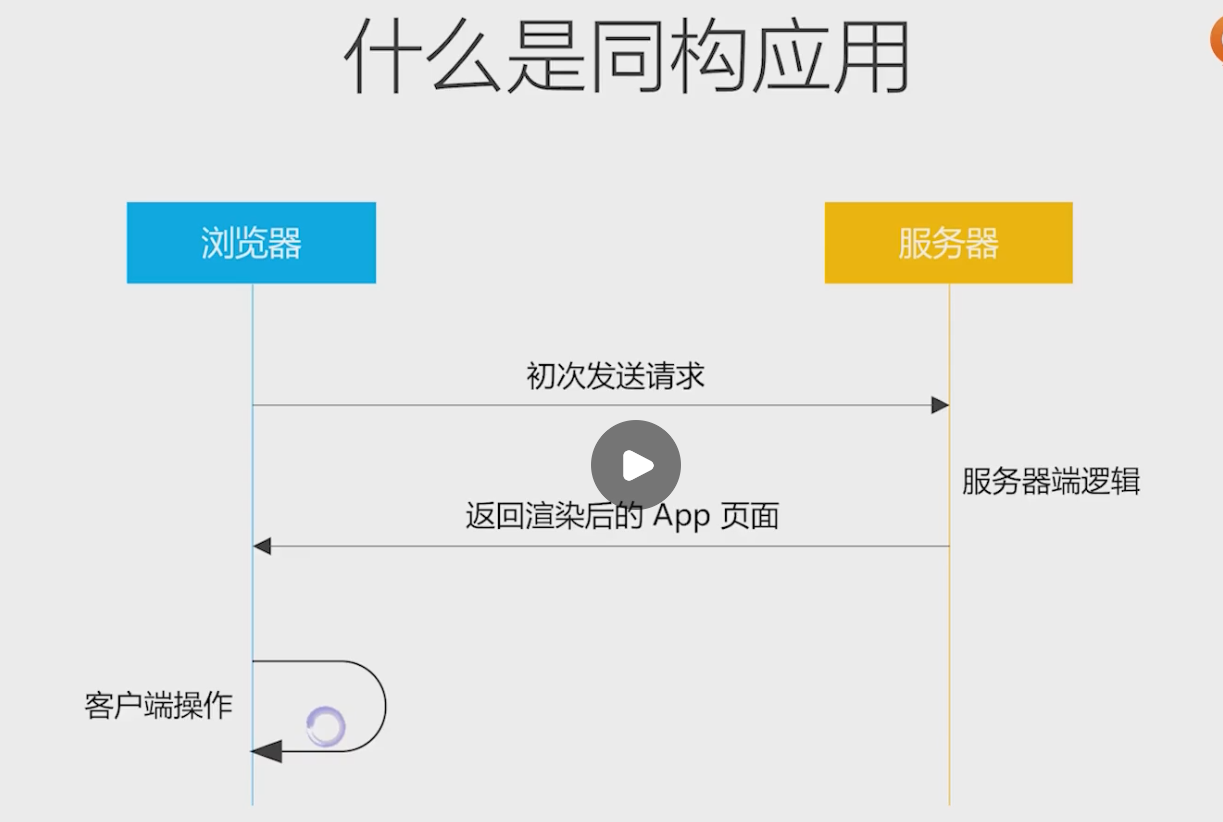 什么是同构应用
浏览器
服务器
初次发送请求
服务器端逻辑
返回渲染后的 App 页面
客户端操作